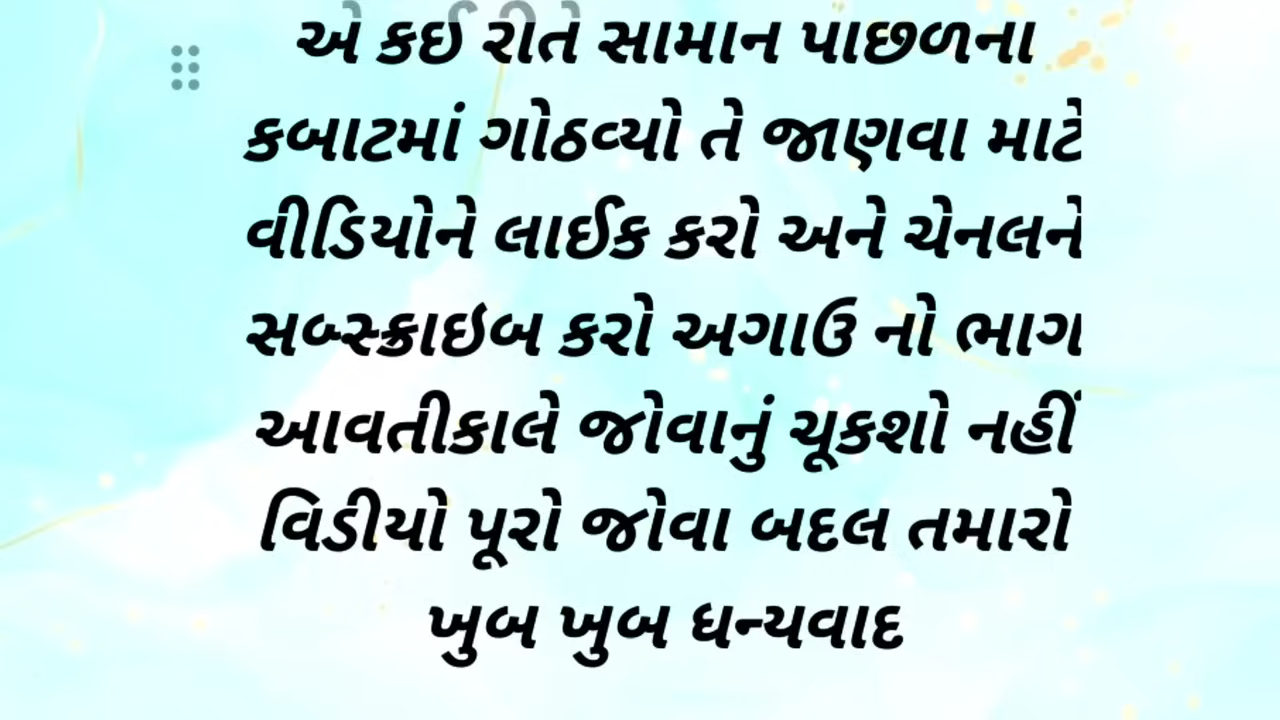 એ કઇ રીતે સામાન પાછળના
કબાટમાં ગોઠવ્યો તે જાણવા માટે
વીડિયોને લાઈક કરો અને ચેનલને
સબ્સ્ક્રાઇબ કરો અગાઉ નો ભાગ
આવતીકાલે જોવાનું ચૂકશો નહીં
વિડીયો પૂરો જોવા બદલ તમારો
ખુબ ખુબ ધન્યવાદ